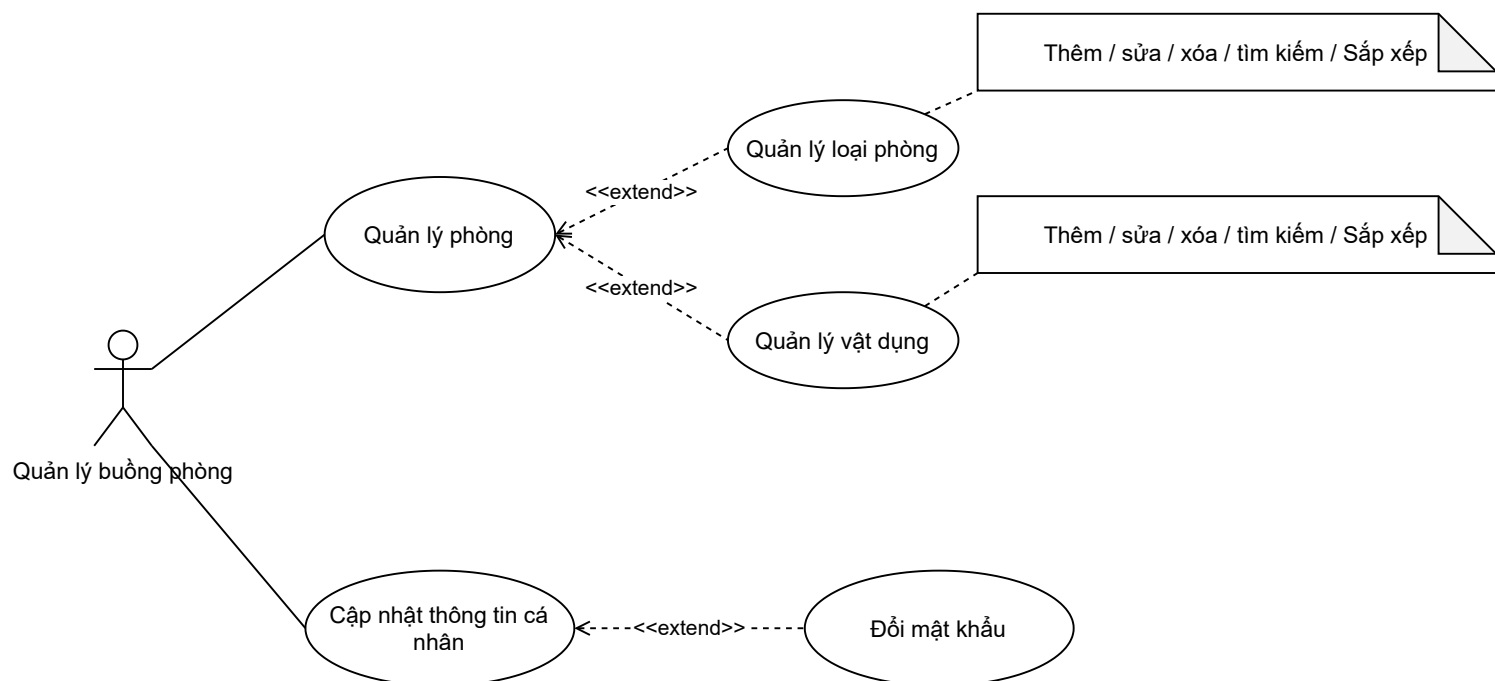 Thêm / sửa / xóa / tìm kiếm / Sắp xếp
Quản lý loại phòng
<<extend>>
Quản lý phòng
Thêm / sửa / xóa / tìm kiếm / Sắp xếp
<<extend>>
Quản lý vật dụng
Quản lý buồng phòng
Cập nhật thông tin cá
nhân
<<extend>>
Đổi mật khẩu